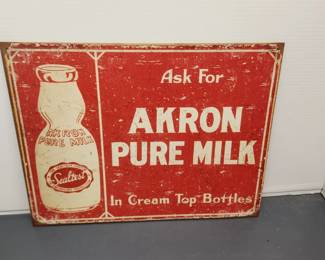 Ask For
AKRON
PURE MILK
In Cream Top Bottles
AKRON
PURE MILK
Sealtest